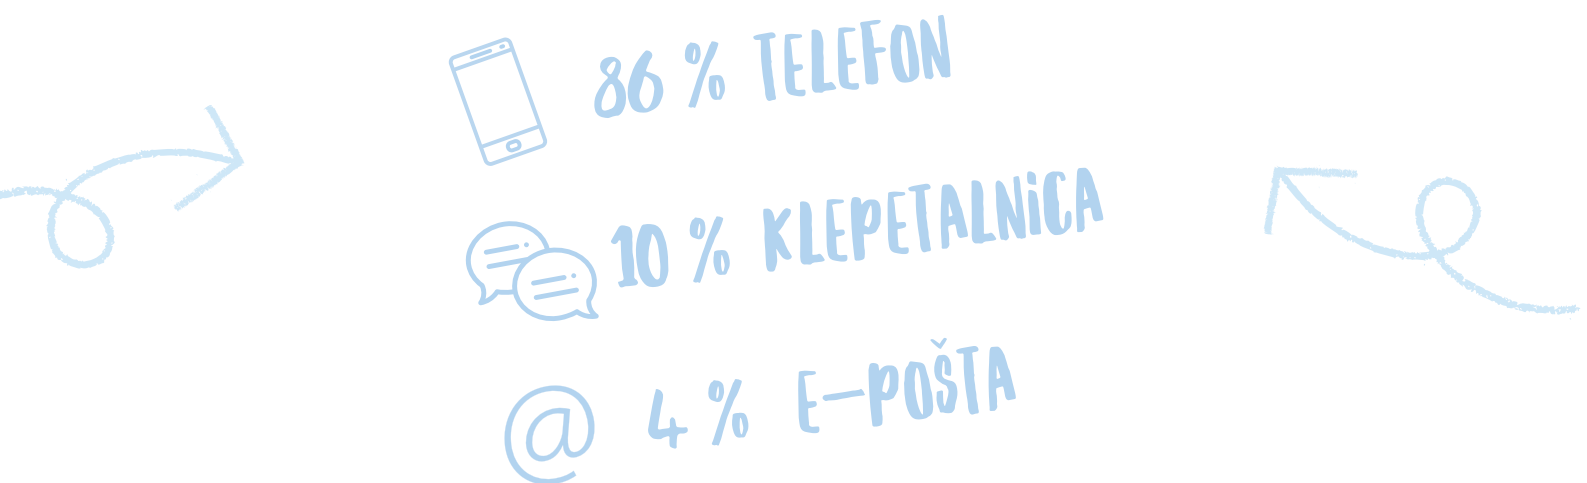 86 % TELEFON
10 % KLEPETALNiCA
@ 4 % E-POŠTA